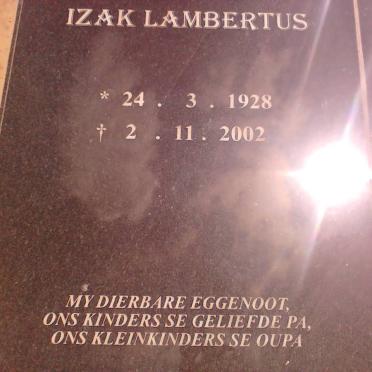 IZAK LAMBERTUS
* 24 . 3 . 1928
† 2 . 11 . 2002
MY DIERBARE EGGENOOT,
ONS KINDERS SE GELIEFDE PA,
ONS KLEINKINDERS SE OUPA